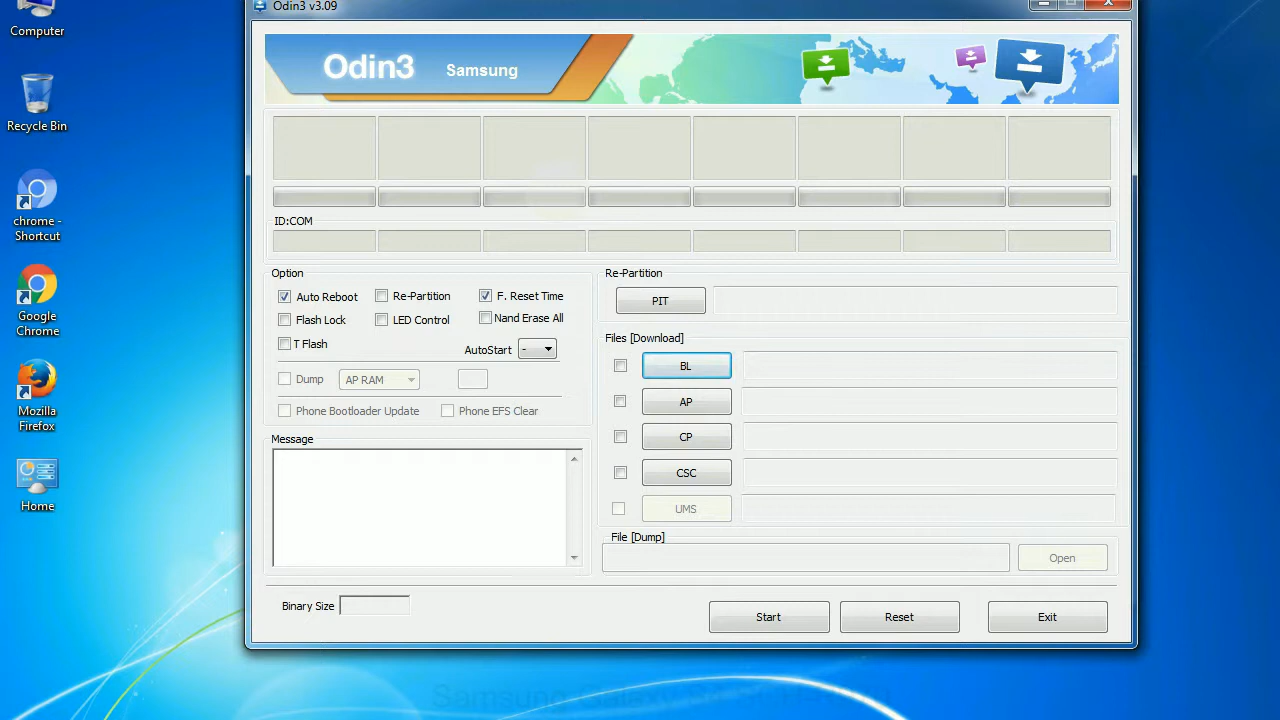 Computer
Recycle Bin
chrome -
Shortcut
Google
Chrome
Mozilla
Firefox
Home
Odin3 v3.09
Odin3 Samsung
ID:COM
Option
Auto Reboot
Re-Partition
F. Reset Time
Flash Lock
LED Control
Nand Erase All
T Flash
AutoStart -
Dump AP RAM
Phone Bootloader Update
Phone EFS Clear
Message
Re-Partition
PIT
Files [Download]
BL
AP
CP
CSC
UMS
File [Dump]
Open
Binary Size
Start
Reset
Exit
Samsung Galaxy